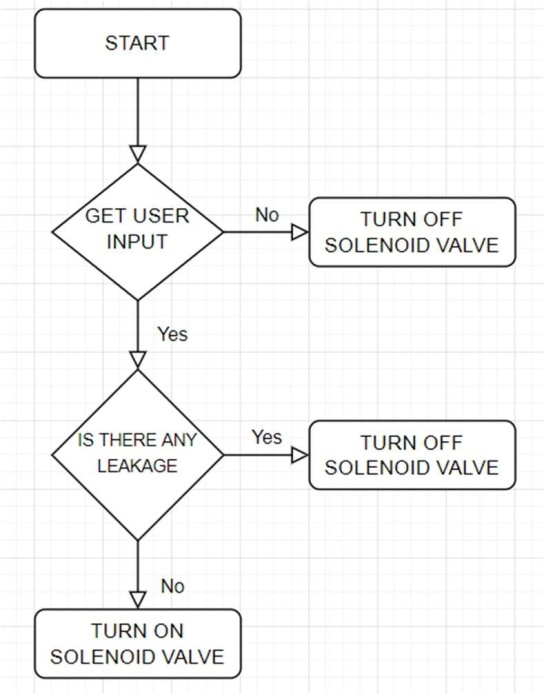 START
GET USER
INPUT
No
TURN OFF
SOLENOID VALVE
Yes
IS THERE ANY
LEAKAGE
Yes
TURN OFF
SOLENOID VALVE
No
TURN ON
SOLENOID VALVE